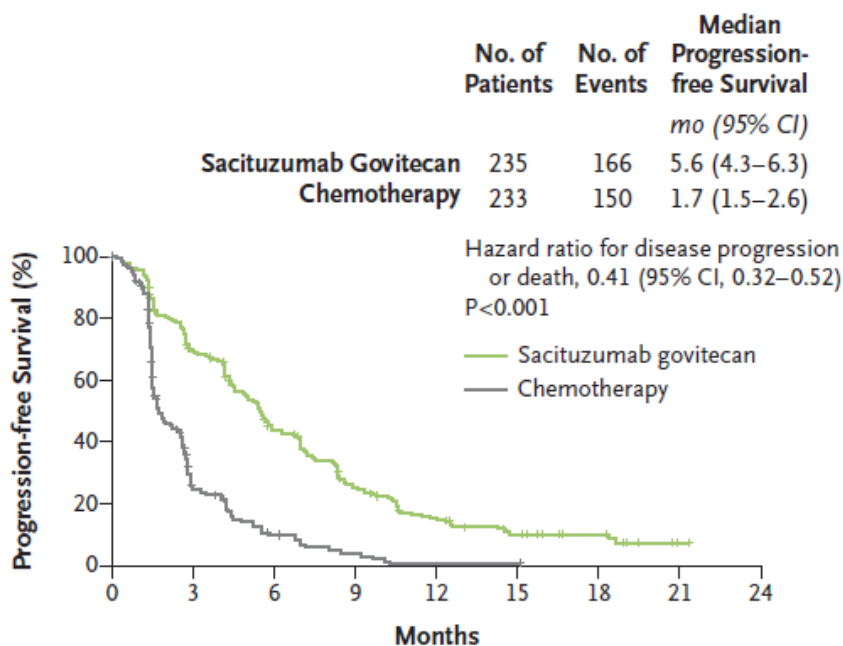 Median
No. of No. of Progression-
Patients Events free Survival
mo (95% CI)
Sacituzumab Govitecan 235 166 5.6 (4.3–6.3)
Chemotherapy 233 150 1.7 (1.5–2.6)
Hazard ratio for disease progression
or death, 0.41 (95% CI, 0.32–0.52)
P<0.001
Sacituzumab govitecan
Chemotherapy
Progression-free Survival (%)
100
80
60
40
20
0
0 3 6 9 12 15 18 21 24
Months